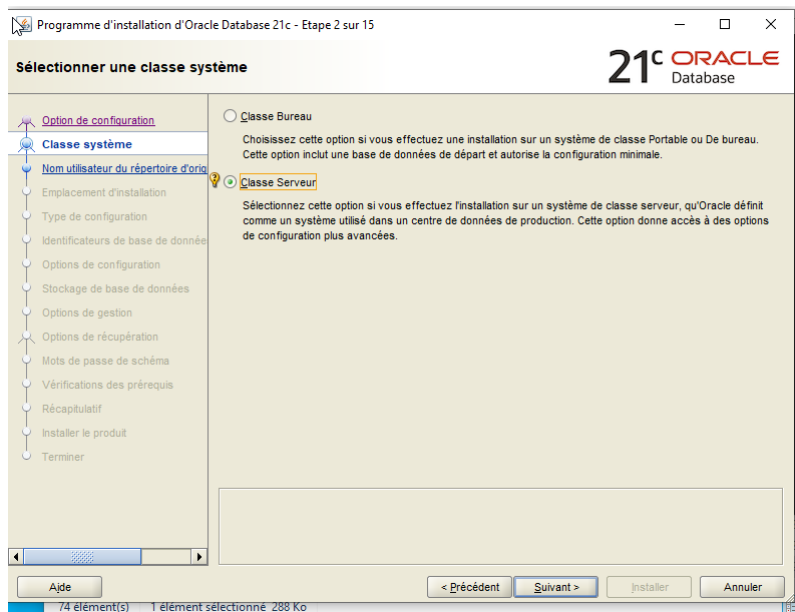 Programme d'installation d'Oracle Database 21c - Etape 2 sur 15
Sélectionner une classe système
21c ORACLE
Database
Option de configuration
Classe système
Nom utilisateur du répertoire d'orig
Emplacement d'installation
Type de configuration
Identificateurs de base de donnée
Options de configuration
Stockage de base de données
Options de gestion
Options de récupération
Mots de passe de schéma
Vérifications des prérequis
Récapitulatif
Installer le produit
Terminer
Classe Bureau
Choisissez cette option si vous effectuez une installation sur un système de classe Portable ou De bureau.
Cette option inclut une base de données de départ et autorise la configuration minimale.
Classe Serveur
Sélectionnez cette option si vous effectuez l'installation sur un système de classe serveur, qu'Oracle définit
comme un système utilisé dans un centre de données de production. Cette option donne accès à des options
de configuration plus avancées.
Aide
< Précédent
Suivant >
Installer
Annuler
74 élément(s) 1 élément sélectionné 288 Ko